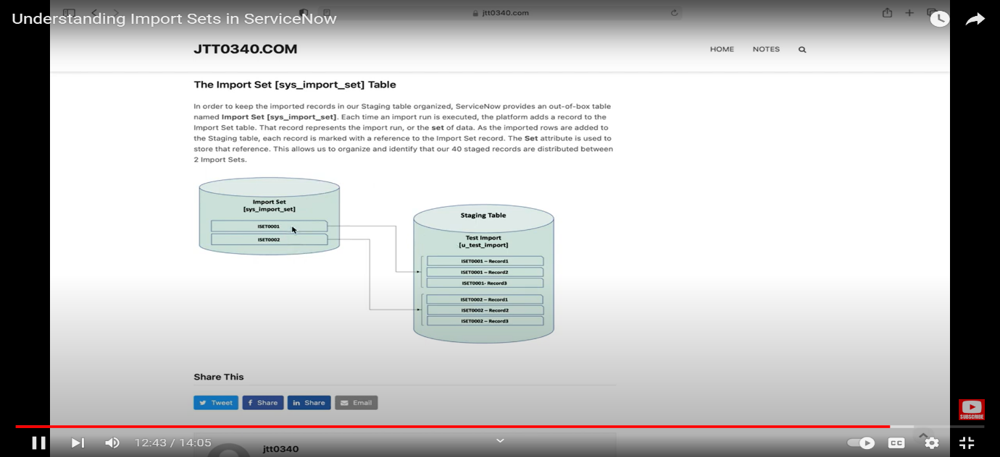 Understanding Import Sets in ServiceNow
jtt0340.com
JTT0340.COM
HOME
NOTES
The Import Set [sys_import_set] Table
In order to keep the imported records in our Staging table organized, ServiceNow provides an out-of-box table
named Import Set [sys_import_set]. Each time an import run is executed, the platform adds a record to the
Import Set table. That record represents the import run, or the set of data. As the imported rows are added to
the Staging table, each record is marked with a reference to the Import Set record. The Set attribute is used to
store that reference. This allows us to organize and identify that our 40 staged records are distributed between
2 Import Sets.
Import Set
[sys_import_set]
ISET0001
ISET0002
Staging Table
Test Import
[u_test_import]
ISET0001 – Record1
ISET0001 – Record2
ISET0001- Record3
ISET0002 – Record1
ISET0002 – Record2
ISET0002 – Record3
Share This
Tweet
Share
Share
Email
SUBSCRIBE
12:43 / 14:05
CC
jtt0340